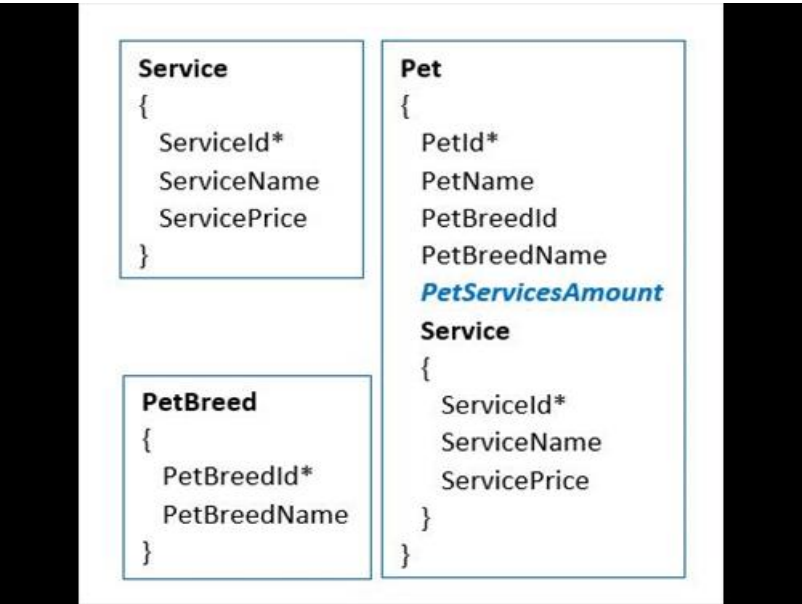 Service
{
ServiceId*
ServiceName
ServicePrice
}
PetBreed
{
PetBreedId*
PetBreedName
}
Pet
{
PetId*
PetName
PetBreedId
PetBreedName
PetServicesAmount
Service
{
ServiceId*
ServiceName
ServicePrice
}
}